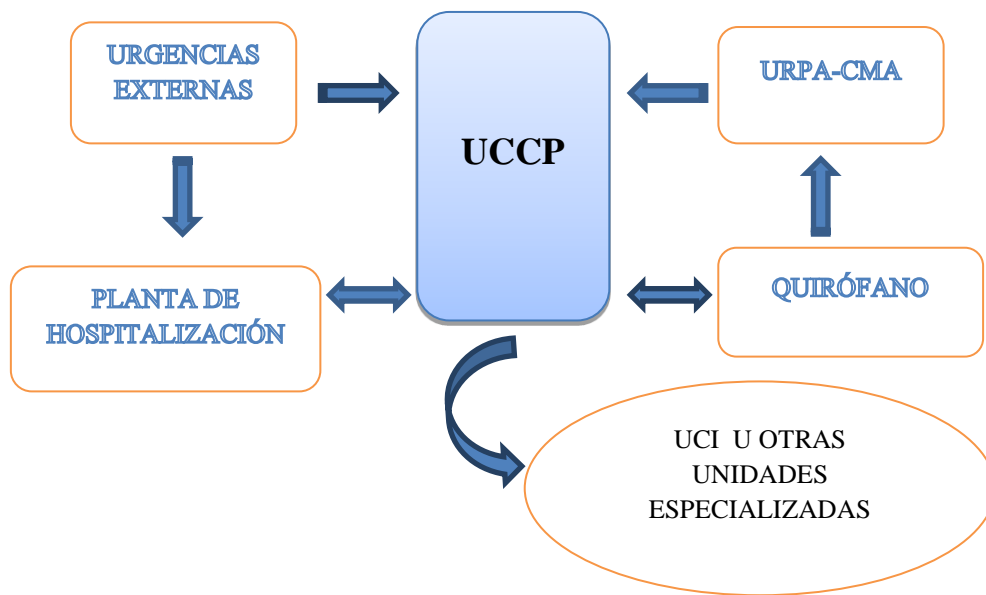 URGENCIAS
EXTERNAS
UCCP
URPA-CMA
PLANTA DE
HOSPITALIZACIÓN
QUIRÓFANO
UCI U OTRAS
UNIDADES
ESPECIALIZADAS